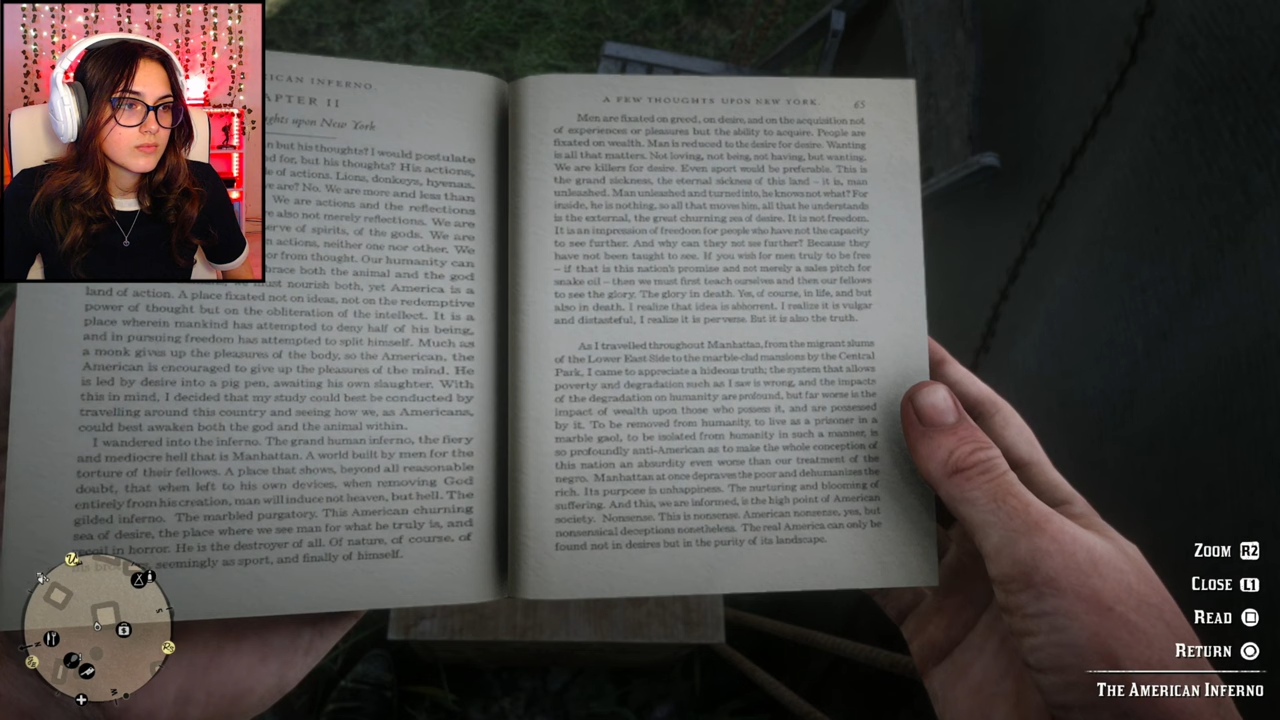 ICAN INFERNO.
APTER II
ghts upon New York
n but his thoughts? I would postulate
d for, but his thoughts? His actions,
e of actions. Lions, donkeys, hyenas.
e are? No. We are more and less than
We are actions and the reflections
e also not merely reflections. We are
erve of spirits, of the gods. We are
n actions, neither one nor other. We
or from thought. Our humanity can
brace both the animal and the god
must nourish both, yet America is a
land of action. A place fixated not on ideas, not on the redemptive
power of thought but on the obliteration of the intellect. It is a
place wherein mankind has attempted to deny half of his being,
and in pursuing freedom has attempted to split himself. Much as
a monk gives up the pleasures of the body, so the American, the
American is encouraged to give up the pleasures of the mind. He
is led by desire into a pig pen, awaiting his own slaughter. With
this in mind, I decided that my study could best be conducted by
travelling around this country and seeing how we, as Americans,
could best awaken both the god and the animal within.
I wandered into the inferno. The grand human inferno, the fiery
and mediocre hell that is Manhattan. A world built by men for the
torture of their fellows. A place that shows, beyond all reasonable
doubt, that when left to his own devices, when removing God
entirely from his creation, man will induce not heaven, but hell. The
gilded inferno. The marbled purgatory. This American churning
sea of desire, the place where we see man for what he truly is, and
recoil in horror. He is the destroyer of all. Of nature, of course, of
his brothers, seemingly as sport, and finally of himself.
A FEW THOUGHTS UPON NEW YORK. 65
Men are fixated on greed, on desire, and on the acquisition not
of experiences or pleasures but the ability to acquire. People are
fixated on wealth. Man is reduced to the desire for desire. Wanting
is all that matters. Not loving, not being, not having, but wanting.
We are killers for desire. Even sport would be preferable. This is
the grand sickness, the eternal sickness of this land – it is, man
unleashed. Man unleashed and turned into, he knows not what? For
inside, he is nothing, so all that moves him, all that he understands
is the external, the great churning sea of desire. It is not freedom.
It is an impression of freedom for people who have not the capacity
to see further. And why can they not see further? Because they
have not been taught to see. If you wish for men truly to be free
– if that is this nation's promise and not merely a sales pitch for
snake oil – then we must first teach ourselves and then our fellows
to see the glory. The glory in death. Yes, of course, in life, and but
also in death. I realize that idea is abhorrent. I realize it is vulgar
and distasteful, I realize it is perverse. But it is also the truth.
As I travelled throughout Manhattan, from the migrant slums
of the Lower East Side to the marble-clad mansions by the Central
Park, I came to appreciate a hideous truth; the system that allows
poverty and degradation such as I saw is wrong, and the impacts
of the degradation on humanity are profound, but far worse is the
impact of wealth upon those who possess it, and are possessed
by it. To be removed from humanity, to live as a prisoner in a
marble gaol, to be isolated from humanity in such a manner, is
so profoundly anti-American as to make the whole conception of
this nation an absurdity even worse than our treatment of the
negro. Manhattan at once depraves the poor and dehumanizes the
rich. Its purpose is unhappiness. The nurturing and blooming of
suffering. And this, we are informed, is the high point of American
society. Nonsense. This is nonsense. American nonsense, yes, but
nonsensical deceptions nonetheless. The real America can only be
found not in desires but in the purity of its landscape.
ZOOM R2
CLOSE L1
READ
RETURN
THE AMERICAN INFERNO